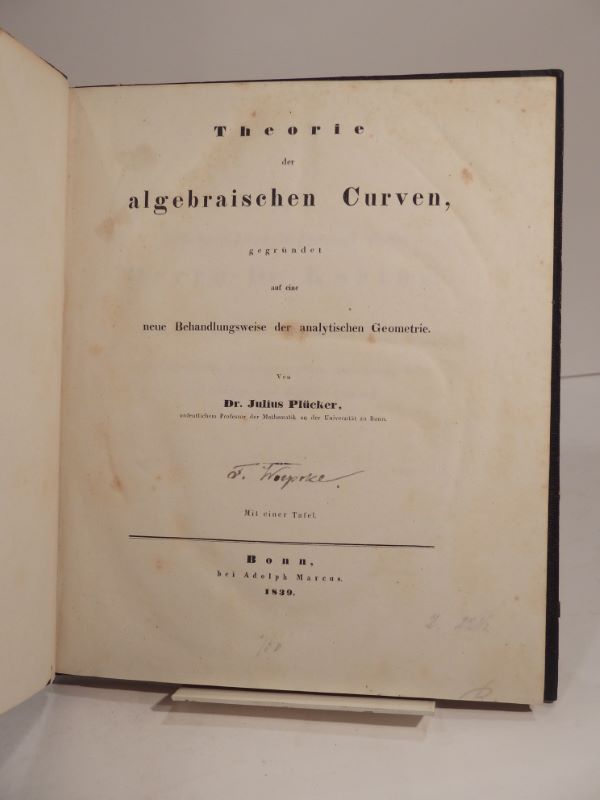 Theorie
der
algebraischen Curven,
gegründet
auf eine
neue Behandlungsweise der analytischen Geometrie.
Von
Dr. Julius Plücker,
ordentlichem Professor der Mathematik an der Universität zu Bonn.
F. Woepcke.
Mit einer Tafel.
Bonn,
bei Adolph Marcus.
1839.